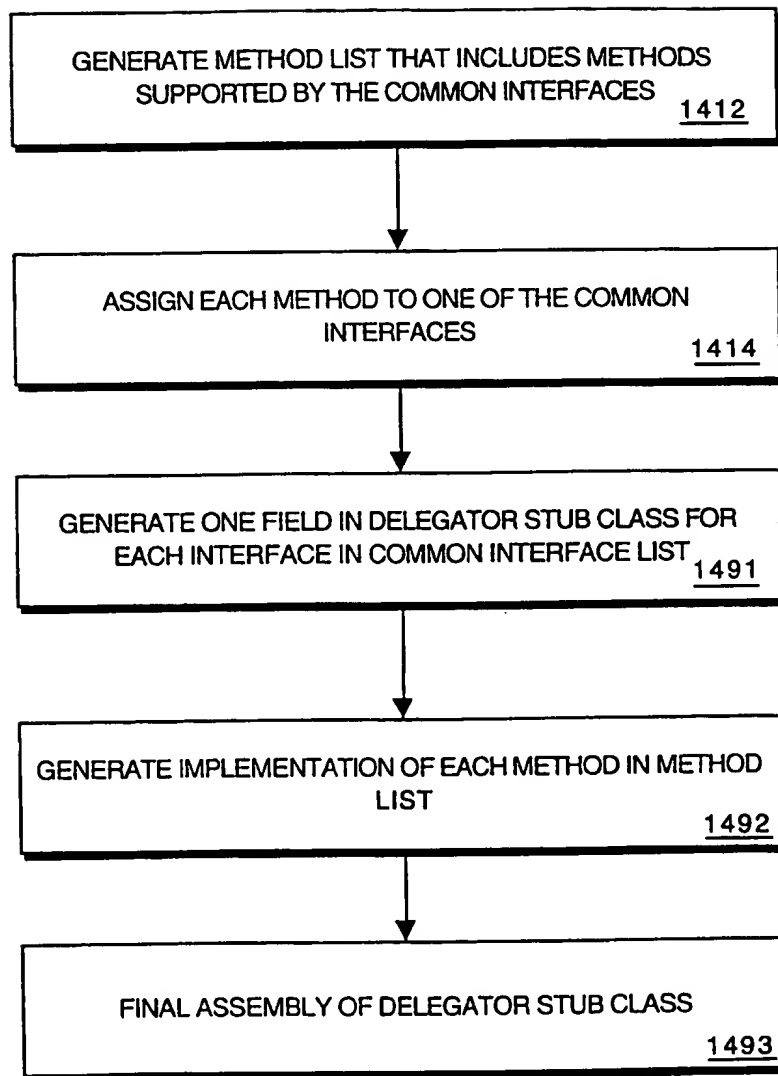 GENERATE METHOD LIST THAT INCLUDES METHODS
SUPPORTED BY THE COMMON INTERFACES
1412
ASSIGN EACH METHOD TO ONE OF THE COMMON
INTERFACES
1414
GENERATE ONE FIELD IN DELEGATOR STUB CLASS FOR
EACH INTERFACE IN COMMON INTERFACE LIST
1491
GENERATE IMPLEMENTATION OF EACH METHOD IN METHOD
LIST
1492
FINAL ASSEMBLY OF DELEGATOR STUB CLASS
1493